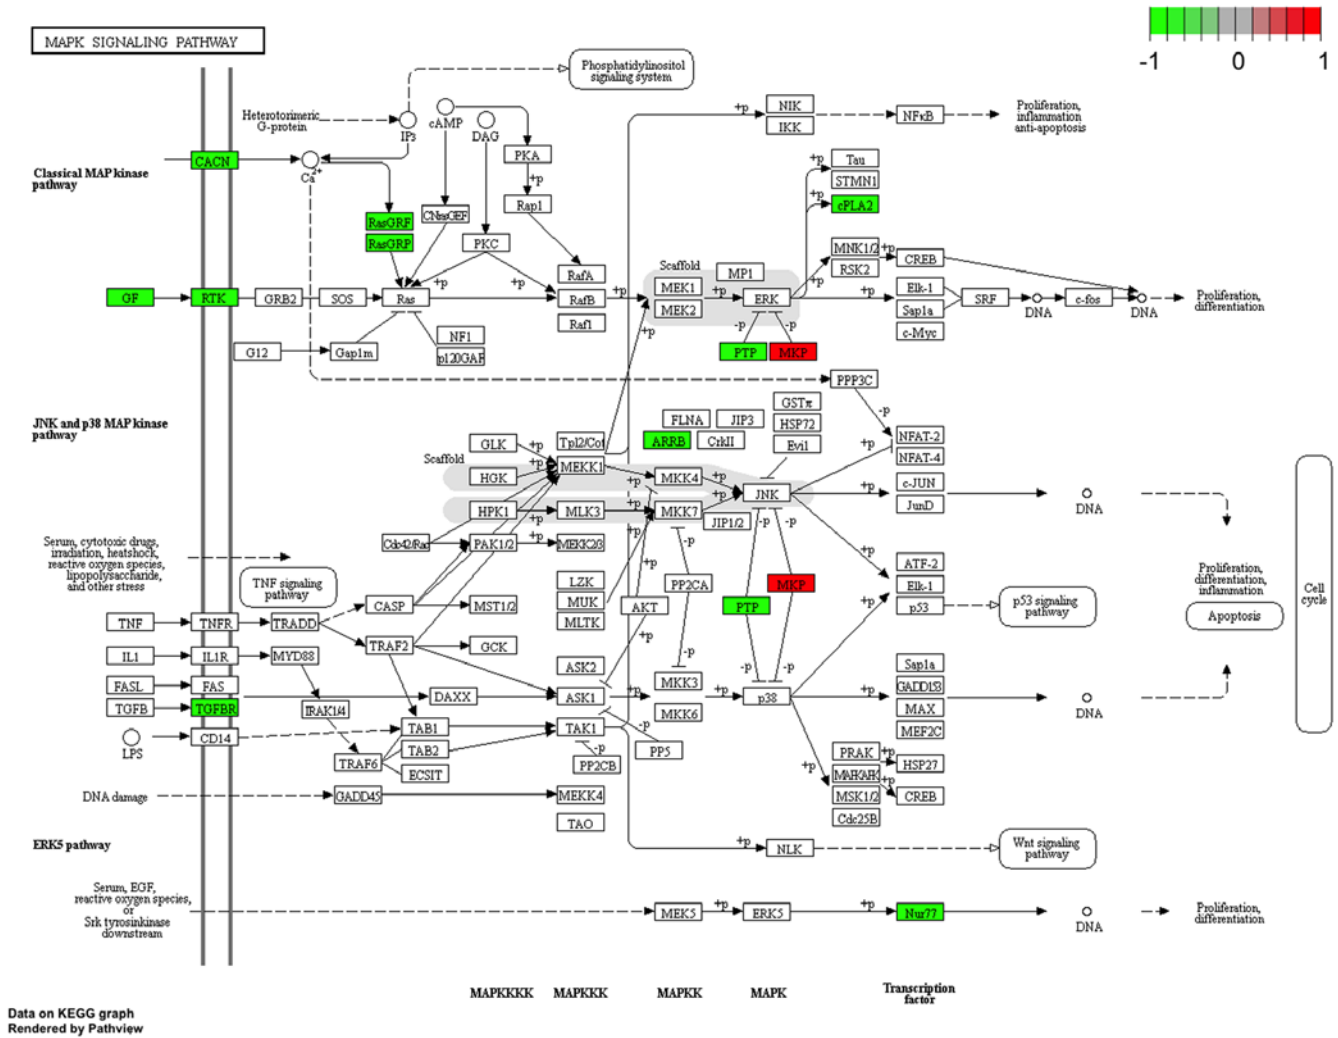 MAPK SIGNALING PATHWAY
-1 0 1
Phosphatidylinositol
signaling system
Heterotorimeric
G-protein
IP3
cAMP
DAG
NIK
IKK
NFκB
Proliferation,
inflammation
anti-apoptosis
+p
Classical MAP kinase
pathway
CACN
Ca2+
PKA
+p
Rap1
Tau
STMN1
cPLA2
+p
+p
RasGRF
RasGRP
CNrasGEF
PKC
MNK1/2
RSK2
+p
CREB
Scaffold
MP1
RafA
RafB
Raf1
MEK1
MEK2
ERK
GF
RTK
GRB2
SOS
Ras
+p
+p
+p
+p
+p
+p
+p
Elk-1
Sap1a
c-Myc
SRF
DNA
c-fos
DNA
Proliferation,
differentiation
G12
Gap1m
NF1
p120GAP
-p
-p
PTP
MKP
PPP3C
-p
JNK and p38 MAP kinase
pathway
GSTπ
HSP72
Evi1
FLNA
JIP3
ARRB
CrkII
NFAT-2
NFAT-4
GLK
+p
Tpl2/Cot
Scaffold
HGK
+p
MEKK1
+p
MKK4
+p
JNK
+p
+p
c-JUN
JunD
DNA
HPK1
+p
MLK3
+p
MKK7
+p
JIP1/2
-p
-p
Cdc42/Rac
PAK1/2
+p
MEKK2/3
-p
+p
Serum, cytotoxic drugs,
irradiation, heatshock,
reactive oxygen species,
lipopolysaccharide,
and other stress
TNF signaling
pathway
LZK
MUK
MLTK
PP2CA
AKT
MKP
PTP
ATF-2
Elk-1
p53
p53 signaling
pathway
Proliferation,
differentiation,
inflammation
Apoptosis
Cell
cycle
CASP
MST1/2
TNF
TNFR
TRADD
TRAF2
GCK
+p
-p
-p
-p
+p
IL1
IL1R
MYD88
ASK2
MKK3
MKK6
FASL
FAS
DAXX
ASK1
+p
+p
p38
+p
Sap1a
GADD153
MAX
MEF2C
DNA
TGFB
TGFBR
IRAK1/4
LPS
CD14
TAB1
TAB2
ECSIT
TRAF6
TAK1
-p
PP5
-p
PP2CB
PRAK
MAPKAPK
MSK1/2
Cdc25B
+p
+p
+p
HSP27
CREB
DNA damage
GADD45
MEKK4
TAO
ERK5 pathway
+p
NLK
Wnt signaling
pathway
Serum, EGF,
reactive oxygen species,
or
Srk tyrosinkinase
downstream
MEK5
+p
ERK5
+p
Nur77
DNA
Proliferation,
differentiation
MAPKKKK
MAPKKK
MAPKK
MAPK
Transcription
factor
Data on KEGG graph
Rendered by Pathview